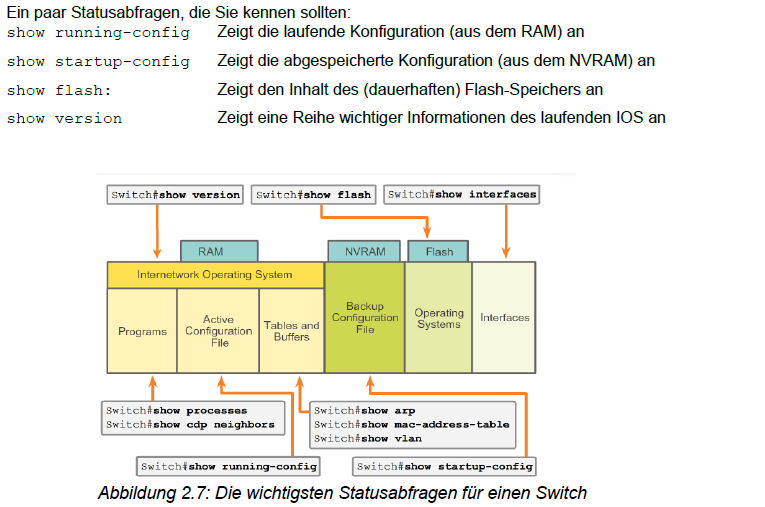 Ein paar Statusabfragen, die Sie kennen sollten:
show running-config Zeigt die laufende Konfiguration (aus dem RAM) an
show startup-config Zeigt die abgespeicherte Konfiguration (aus dem NVRAM) an
show flash: Zeigt den Inhalt des (dauerhaften) Flash-Speichers an
show version Zeigt eine Reihe wichtiger Informationen des laufenden IOS an
Switch#show version
Switch#show flash
Switch#show interfaces
RAM
NVRAM
Flash
Internetwork Operating System
Programs
Active
Configuration
File
Tables and
Buffers
Backup
Configuration
File
Operating
Systems
Interfaces
Switch#show processes
Switch#show cdp neighbors
Switch#show arp
Switch#show mac-address-table
Switch#show vlan
Switch#show running-config
Switch#show startup-config
Abbildung 2.7: Die wichtigsten Statusabfragen für einen Switch